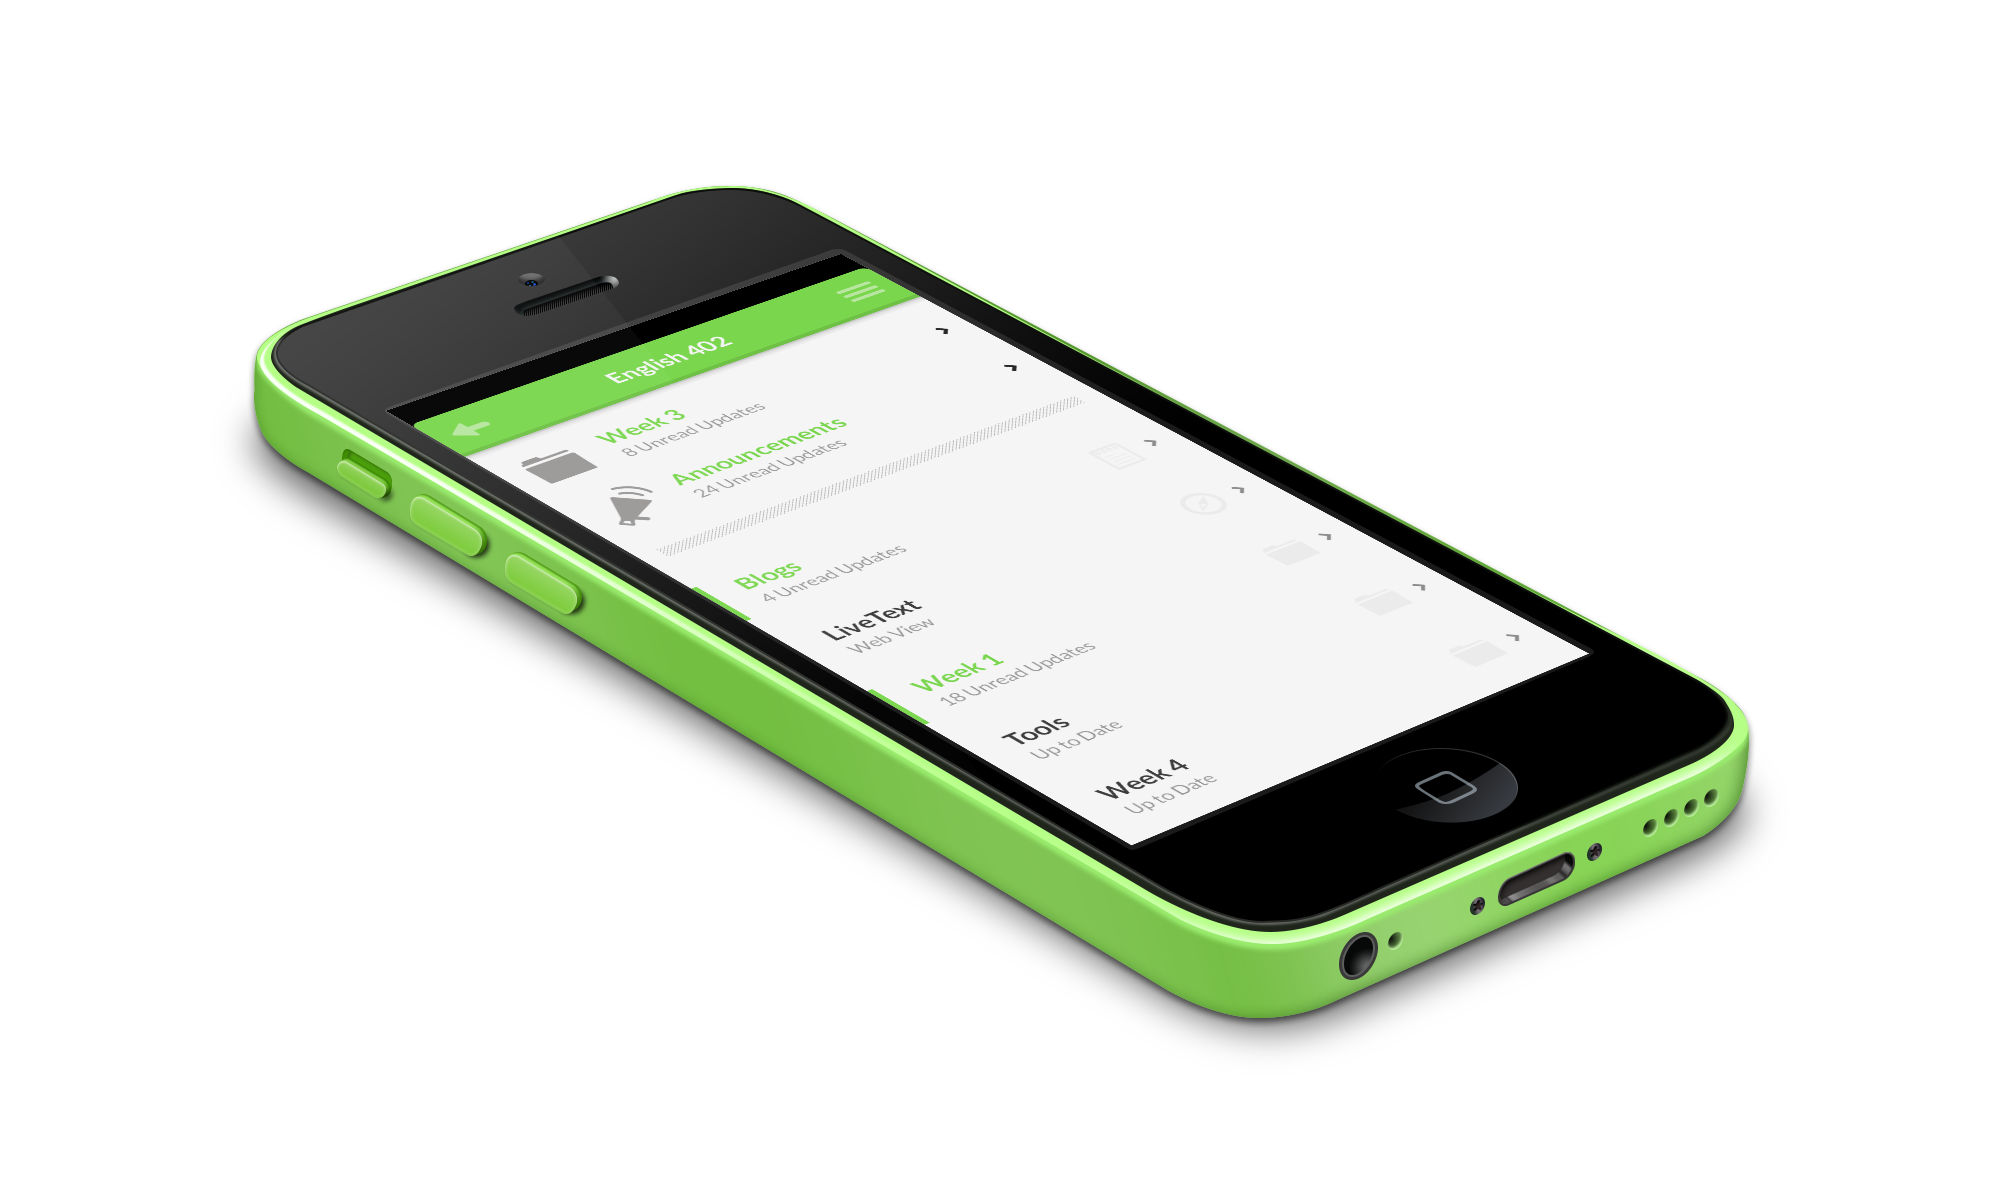 English 402
Week 3
8 Unread Updates
Announcements
24 Unread Updates
Blogs
4 Unread Updates
LiveText
Web View
Week 1
18 Unread Updates
Tools
Up to Date
Week 4
Up to Date